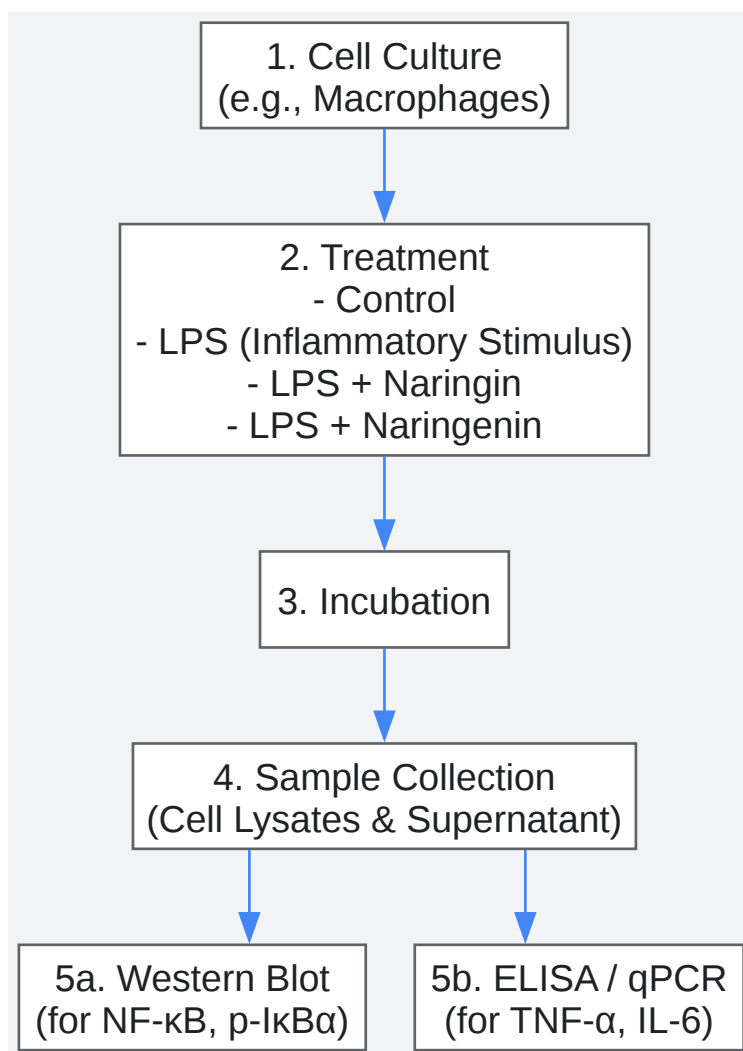 1. Cell Culture
(e.g., Macrophages)
2. Treatment
- Control
- LPS (Inflammatory Stimulus)
- LPS + Naringin
- LPS + Naringenin
3. Incubation
4. Sample Collection
(Cell Lysates & Supernatant)
5a. Western Blot
(for NF-κB, p-IκBα)
5b. ELISA / qPCR
(for TNF-α, IL-6)